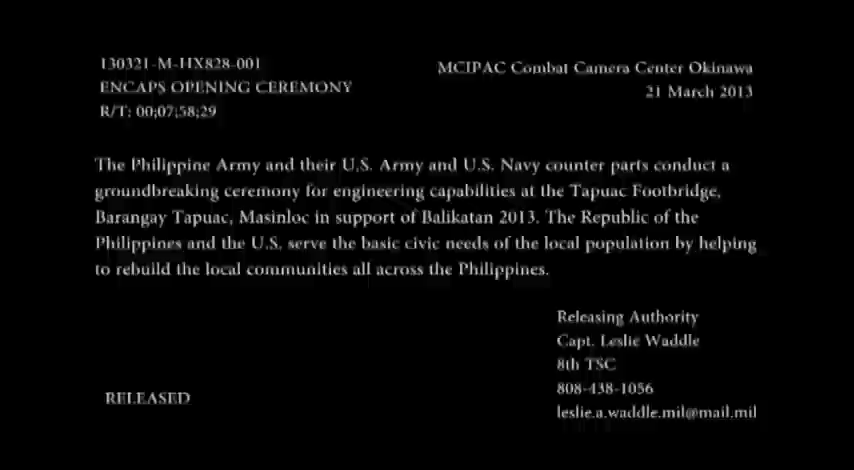 130321-M-HX828-001
ENCAPS OPENING CEREMONY
R/T: 00;07;58;29
MCIPAC Combat Camera Center Okinawa
21 March 2013
The Philippine Army and their U.S. Army and U.S. Navy counter parts conduct a
groundbreaking ceremony for engineering capabilities at the Tapuac Footbridge,
Barangay Tapuac, Masinloc in support of Balikatan 2013. The Republic of the
Philippines and the U.S. serve the basic civic needs of the local population by helping
to rebuild the local communities all across the Philippines.
Releasing Authority
Capt. Leslie Waddle
8th TSC
808-438-1056
leslie.a.waddle.mil@mail.mil
RELEASED